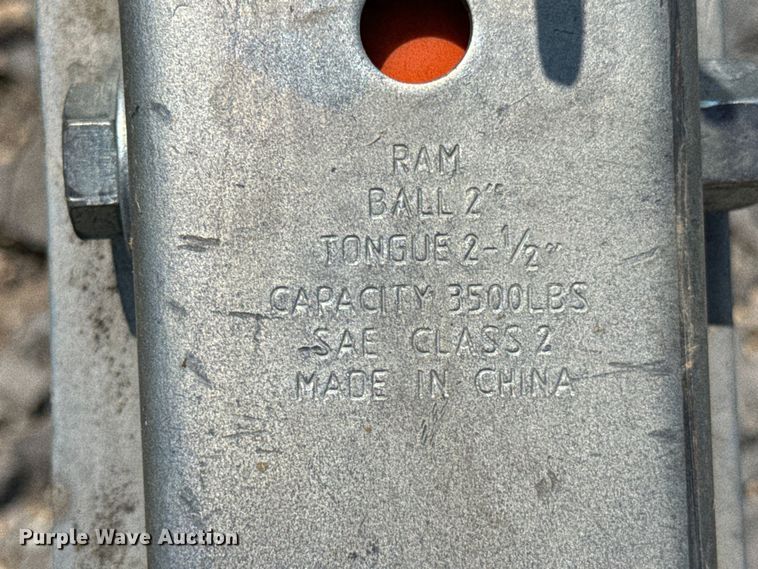 RAM
BALL 2"
TONGUE 2-1/2"
CAPACITY 3500LBS
SAE CLASS 2
MADE IN CHINA
Purple Wave Auction